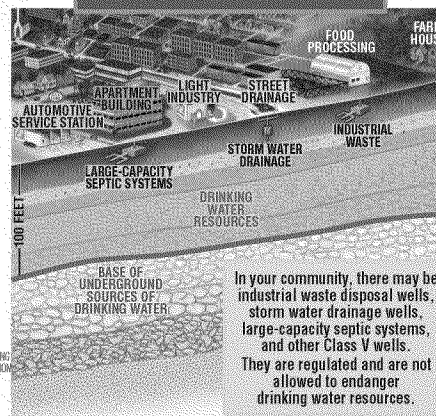 FOOD
PROCESSING
FAR
HOUS
APARTMENT
BUILDING
LIGHT
INDUSTRY
STREET
DRAINAGE
AUTOMOTIVE
SERVICE STATION
INDUSTRIAL
WASTE
STORM WATER
DRAINAGE
LARGE-CAPACITY
SEPTIC SYSTEMS
DRINKING
WATER
RESOURCES
100 FEET
BASE OF
UNDERGROUND
SOURCES OF
DRINKING WATER
In your community, there may be
industrial waste disposal wells,
storm water drainage wells,
large-capacity septic systems,
and other Class V wells.
They are regulated and are not
allowed to endanger
drinking water resources.